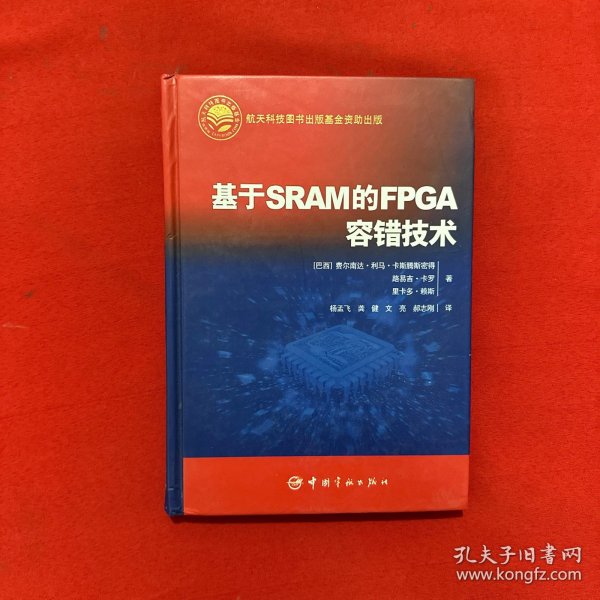 航天科技图书出版基金资助出版
基于SRAM的FPGA
容错技术
[巴西] 费尔南达·利马·卡斯腾斯密得
路易吉·卡罗 著
里卡多·赖斯
杨孟飞 龚健 文亮 郝志刚 译
中国宇航出版社
孔夫子旧书网
www.kongfz.com